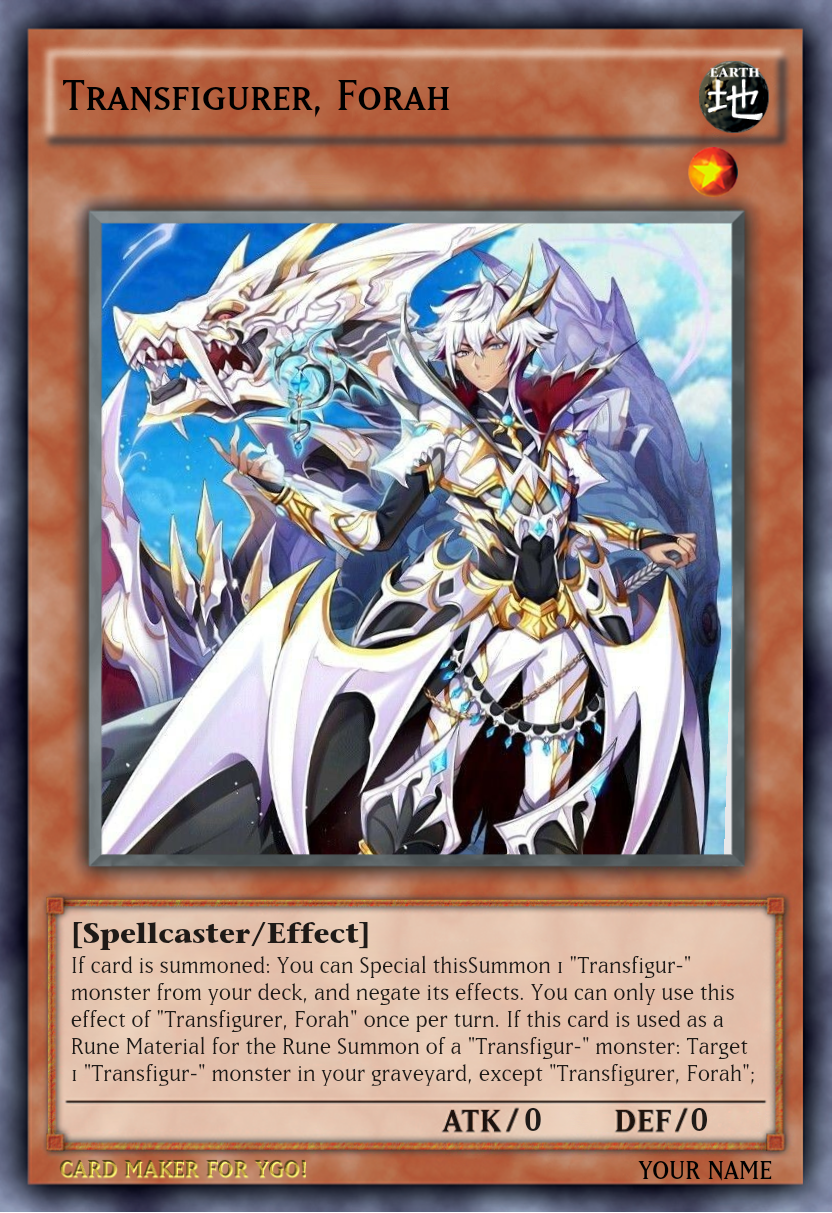 Transfigurer, Forah
EARTH
地
[Spellcaster/Effect]
If card is summoned: You can Special thisSummon 1 "Transfigur-"
monster from your deck, and negate its effects. You can only use this
effect of "Transfigurer, Forah" once per turn. If this card is used as a
Rune Material for the Rune Summon of a "Transfigur-" monster: Target
1 "Transfigur-" monster in your graveyard, except "Transfigurer, Forah";
ATK/0 DEF/0
CARD MAKER FOR YGO! YOUR NAME